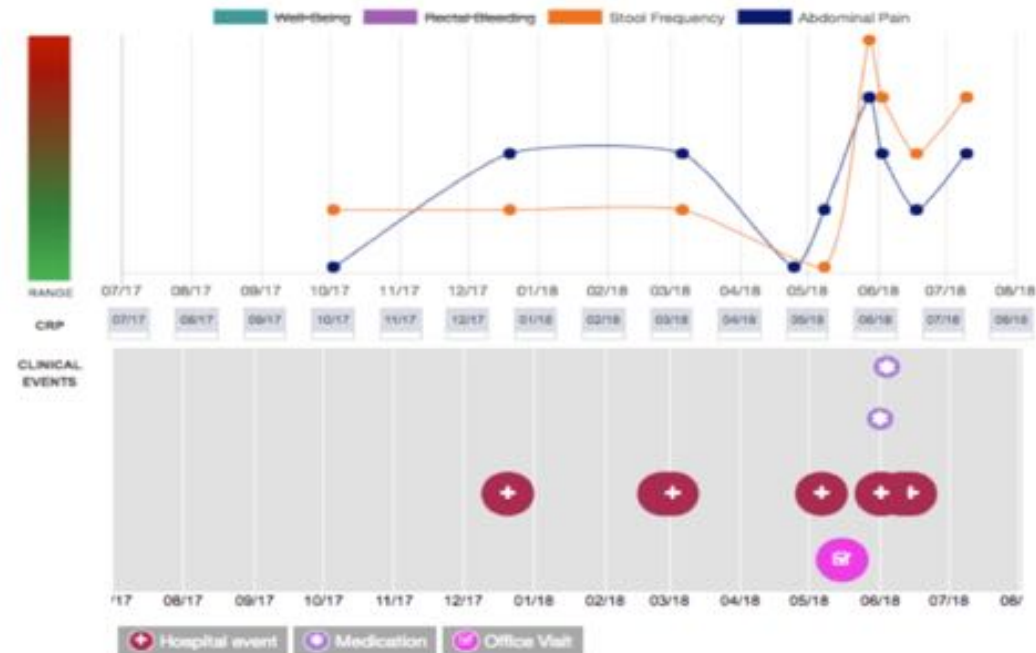 Well-Being Rectal Bleeding Stool Frequency Abdominal Pain
RANGE 07/17 08/17 09/17 10/17 11/17 12/17 01/18 02/18 03/18 04/18 05/18 06/18 07/18 08/18
CRP 07/17 08/17 09/17 10/17 11/17 12/17 01/18 02/18 03/18 04/18 05/18 06/18 07/18 08/18
CLINICAL
EVENTS
/17 08/17 09/17 10/17 11/17 12/17 01/18 02/18 03/18 04/18 05/18 06/18 07/18 08/
Hospital event Medication Office Visit